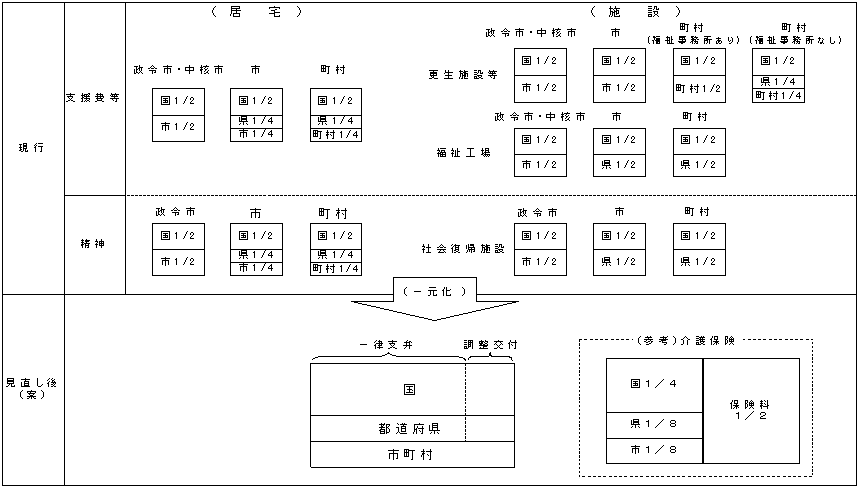 （　居　宅　）
（　施　設　）
現行
支援費等
政令市・中核市
市
町村
国１/２
市１/２
国１/２
県１/４
市１/４
国１/２
県１/４
町村１/４
更生施設等
政令市・中核市
市
町村
(福祉事務所あり)
町村
(福祉事務所なし)
国１/２
市１/２
国１/２
市１/２
国１/２
町村１/２
国１/２
県１/４
町村１/４
福祉工場
政令市・中核市
市
町村
国１/２
市１/２
国１/２
県１/２
国１/２
県１/２
精神
政令市
市
町村
国１/２
市１/２
国１/２
県１/４
市１/４
国１/２
県１/４
町村１/４
社会復帰施設
政令市
市
町村
国１/２
市１/２
国１/２
県１/２
国１/２
県１/２
(一元化 )
見直し後
（案）
一律支弁
調整交付
国
都道府県
市町村
(参考)介護保険
国１／４
県１／８
市１／８
保険料
１／２